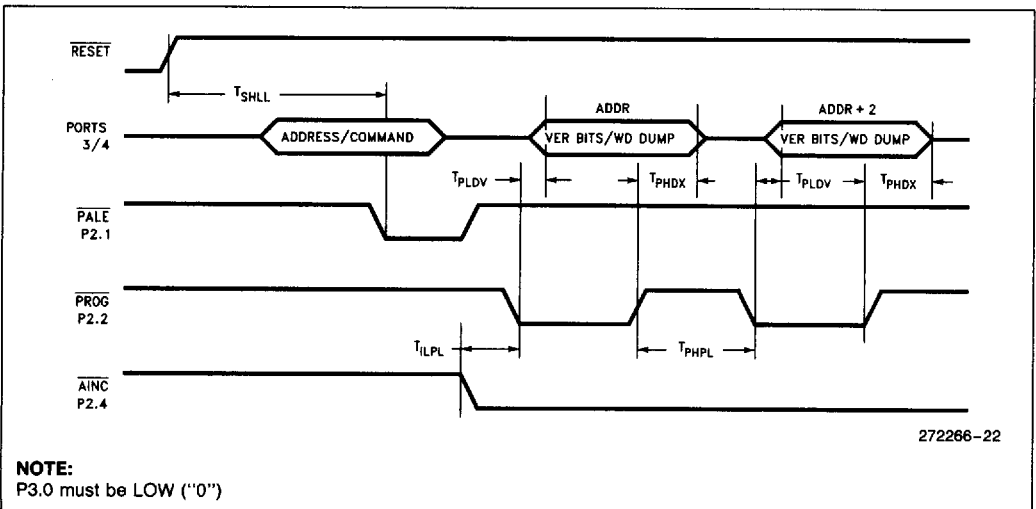 RESET
T_SHLL
ADDR
ADDR + 2
PORTS
3/4
ADDRESS/COMMAND
VER BITS/WD DUMP
VER BITS/WD DUMP
T_PLDV
T_PHDX
T_PLDV
T_PHDX
PALE
P2.1
PROG
P2.2
T_ILPL
T_PHPL
AINC
P2.4
272266-22
NOTE:
P3.0 must be LOW ("0")